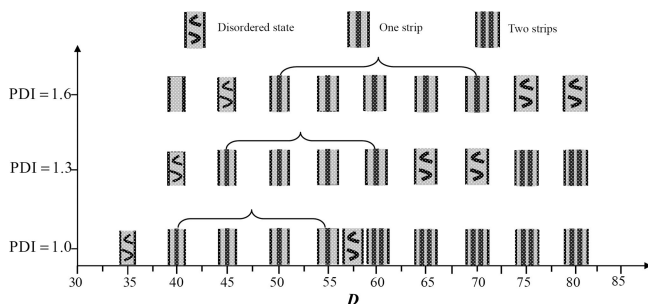 Disordered state One strip Two strips
PDI = 1.6
PDI = 1.3
PDI = 1.0
30 35 40 45 50 55 60 65 70 75 80 85
D